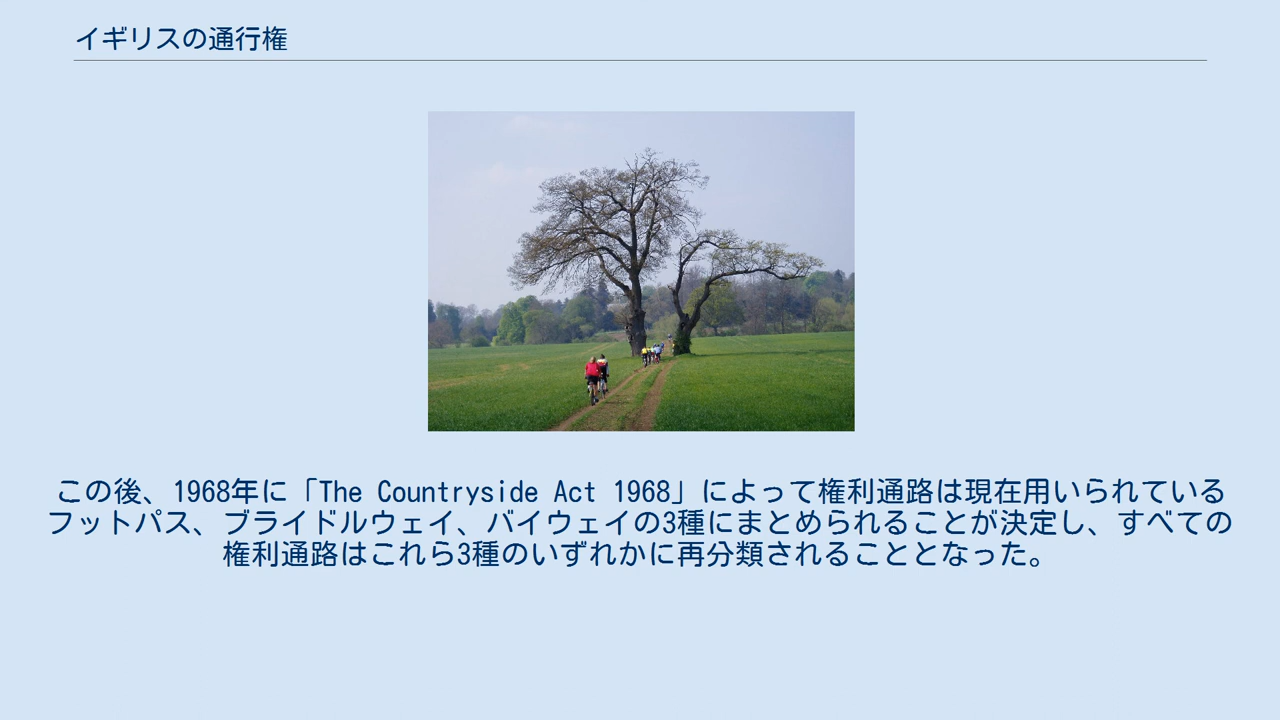 イギリスの通行権
この後、1968年に「The Countryside Act 1968」によって権利通路は現在用いられている
フットパス、ブライドルウェイ、バイウェイの3種にまとめられることが決定し、すべての
権利通路はこれら3種のいずれかに再分類されることとなった。